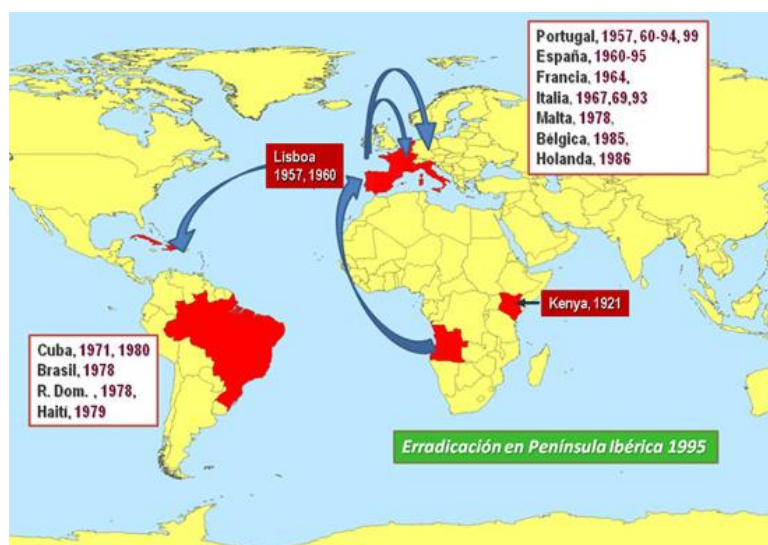 Portugal, 1957, 60-94, 99
España, 1960-95
Francia, 1964,
Italia, 1967,69,93
Malta, 1978,
Bélgica, 1985,
Holanda, 1986
Lisboa
1957, 1960
Kenya, 1921
Cuba, 1971, 1980
Brasil, 1978
R. Dom. , 1978,
Haití, 1979
Erradicación en Península Ibérica 1995